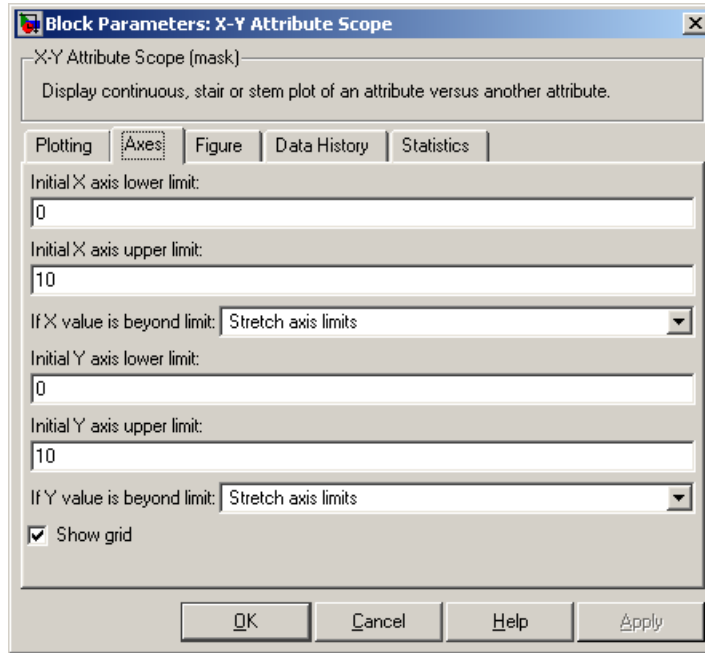 Block Parameters: X-Y Attribute Scope
X-Y Attribute Scope (mask)
Display continuous, stair or stem plot of an attribute versus another attribute.
Plotting Axes Figure Data History Statistics
Initial X axis lower limit:
0
Initial X axis upper limit:
10
If X value is beyond limit: Stretch axis limits
Initial Y axis lower limit:
0
Initial Y axis upper limit:
10
If Y value is beyond limit: Stretch axis limits
Show grid
OK Cancel Help Apply